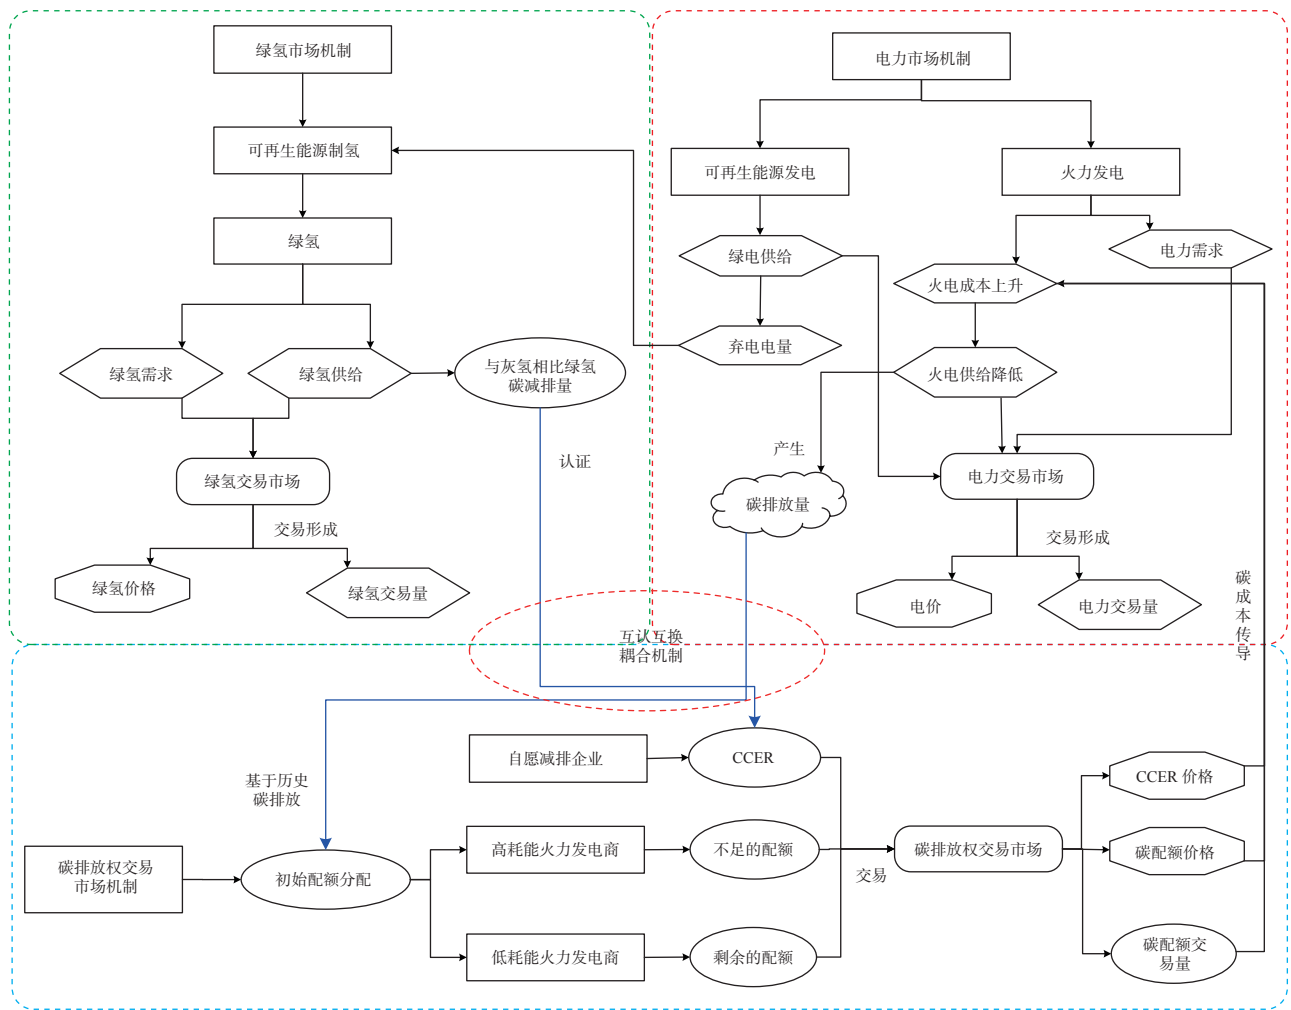 绿氢市场机制
可再生能源制氢
绿氢
绿氢需求
绿氢供给
与灰氢相比绿氢
碳减排量
认证
绿氢交易市场
交易形成
绿氢价格
绿氢交易量
电力市场机制
可再生能源发电
火力发电
绿电供给
电力需求
火电成本上升
弃电电量
火电供给降低
产生
碳排放量
电力交易市场
交易形成
电价
电力交易量
碳成本传导
互认互换
耦合机制
自愿减排企业
CCER
CCER 价格
基于历史
碳排放
碳排放权交易
市场机制
初始配额分配
高耗能火力发电商
不足的配额
交易
碳排放权交易市场
碳配额价格
低耗能火力发电商
剩余的配额
碳配额交
易量